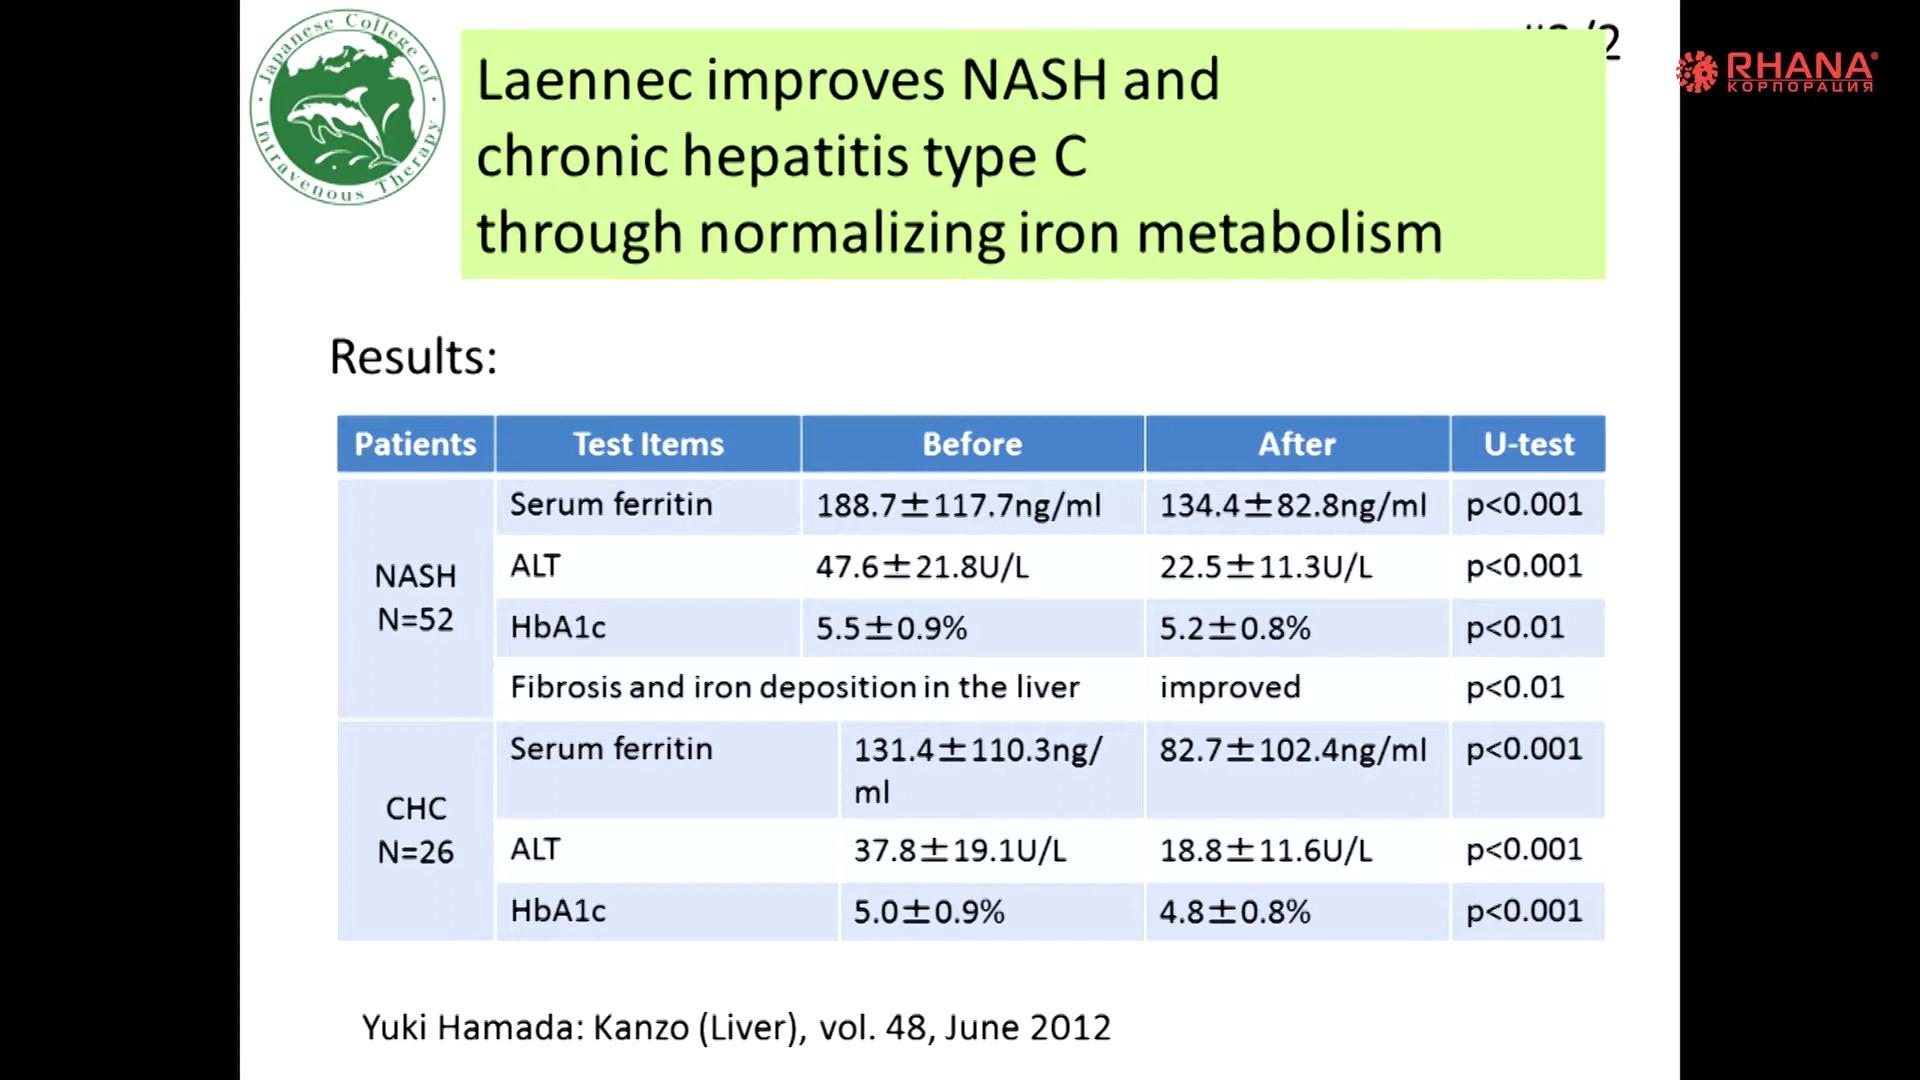 Japanese College of
Intravenous Therapy
/2
RHANA®
КОРПОРАЦИЯ
Laennec improves NASH and
chronic hepatitis type C
through normalizing iron metabolism
Results:
Patients Test Items Before After U-test
NASH
N=52
Serum ferritin 188.7±117.7ng/ml 134.4±82.8ng/ml p<0.001
ALT 47.6±21.8U/L 22.5±11.3U/L p<0.001
HbA1c 5.5±0.9% 5.2±0.8% p<0.01
Fibrosis and iron deposition in the liver improved p<0.01
CHC
N=26
Serum ferritin 131.4±110.3ng/
ml 82.7±102.4ng/ml p<0.001
ALT 37.8±19.1U/L 18.8±11.6U/L p<0.001
HbA1c 5.0±0.9% 4.8±0.8% p<0.001
Yuki Hamada: Kanzo (Liver), vol. 48, June 2012